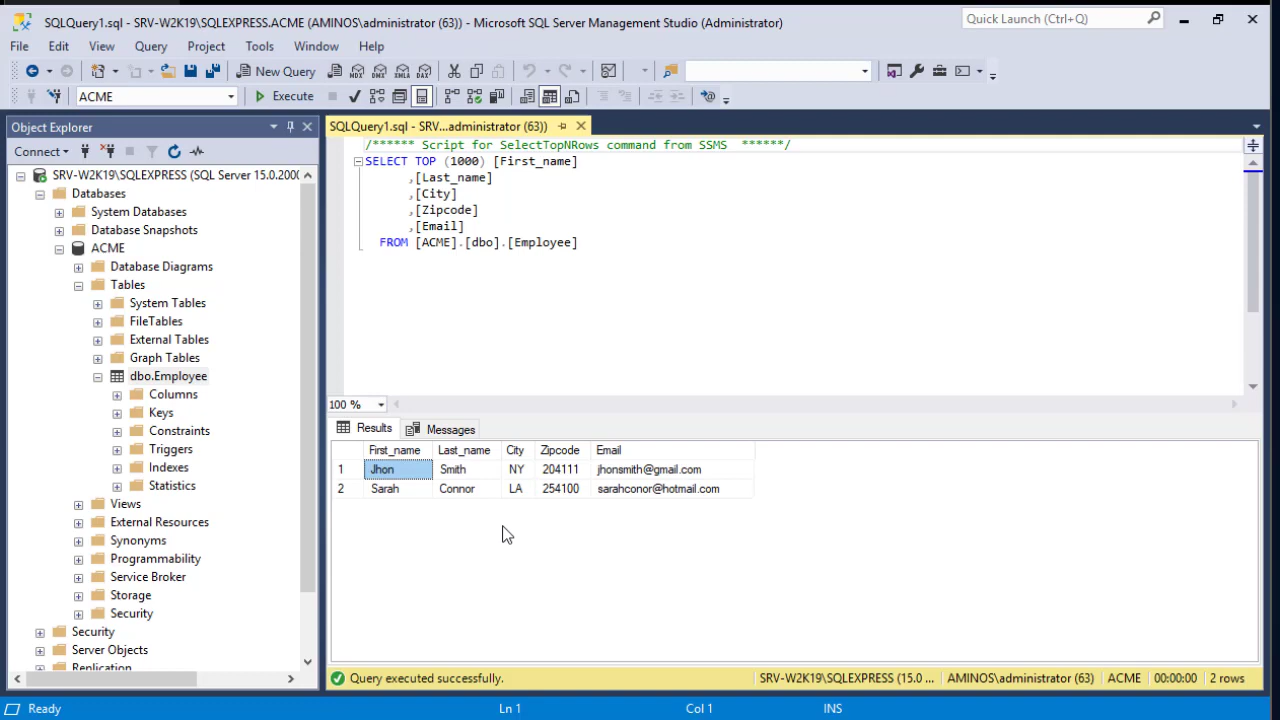 SQLQuery1.sql - SRV-W2K19\SQLEXPRESS.ACME (AMINOS\administrator (63)) - Microsoft SQL Server Management Studio (Administrator)
Quick Launch (Ctrl+Q)
File Edit View Query Project Tools Window Help
New Query
MDX DMX XMLA DAX
ACME
Execute
Object Explorer
Connect
SRV-W2K19\SQLEXPRESS (SQL Server 15.0.2000
Databases
System Databases
Database Snapshots
ACME
Database Diagrams
Tables
System Tables
FileTables
External Tables
Graph Tables
dbo.Employee
Columns
Keys
Constraints
Triggers
Indexes
Statistics
Views
External Resources
Synonyms
Programmability
Service Broker
Storage
Security
Security
Server Objects
Replication
SQLQuery1.sql - SRV...administrator (63))
/****** Script for SelectTopNRows command from SSMS ******/
SELECT TOP (1000) [First_name]
,[Last_name]
,[City]
,[Zipcode]
,[Email]
FROM [ACME].[dbo].[Employee]
100 %
Results Messages
First_name Last_name City Zipcode Email
1 Jhon Smith NY 204111 jhonsmith@gmail.com
2 Sarah Connor LA 254100 sarahconor@hotmail.com
Query executed successfully. SRV-W2K19\SQLEXPRESS (15.0 ... AMINOS\administrator (63) ACME 00:00:00 2 rows
Ready Ln 1 Col 1 INS